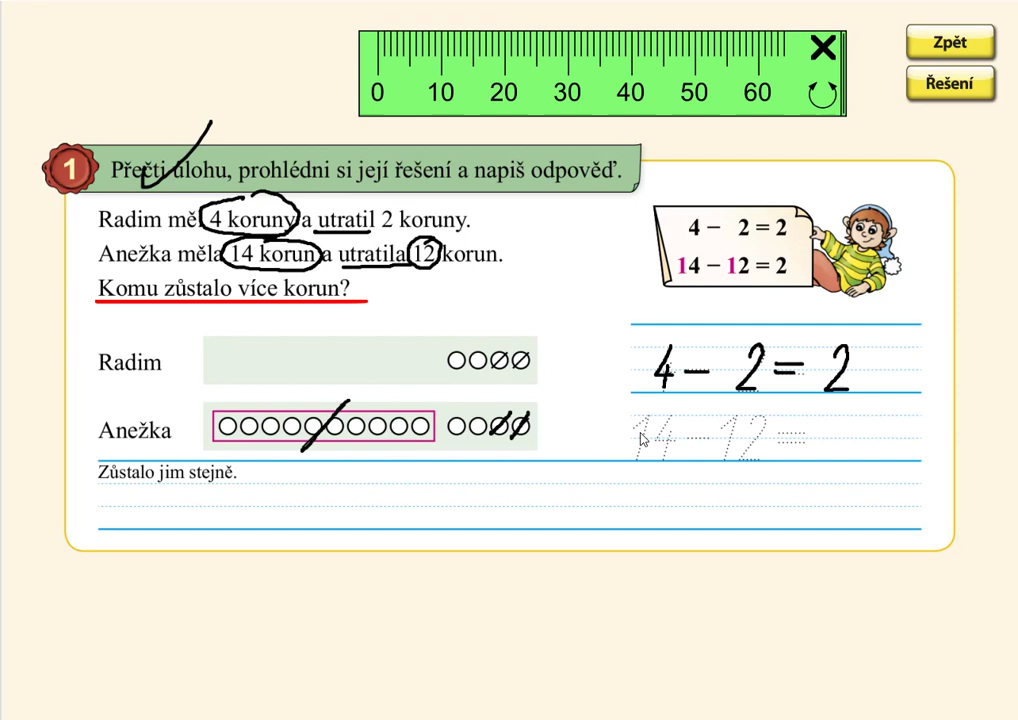 0 10 20 30 40 50 60
Zpět
Řešení
1 Přečti úlohu, prohlédni si její řešení a napiš odpověď.
Radim měl 4 koruny a utratil 2 koruny.
Anežka měla 14 korun a utratila 12 korun.
Komu zůstalo více korun?
4 − 2 = 2
14 − 12 = 2
Radim
4 − 2 = 2
Anežka
14 − 12 =
Zůstalo jim stejně.